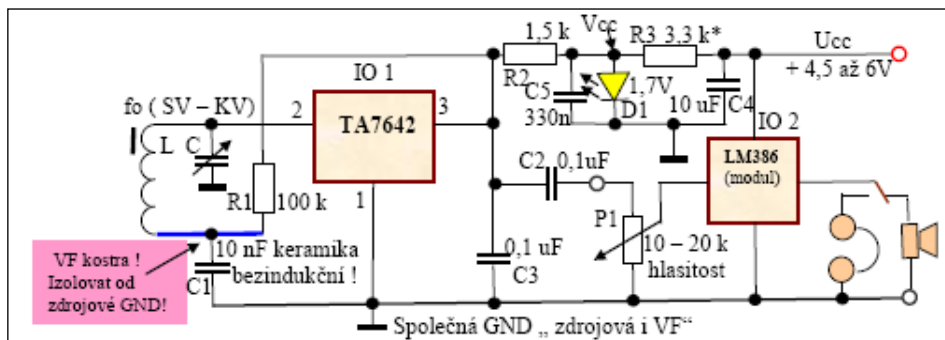 1,5 k
Vcc
R3 3,3 k*
Ucc
+ 4,5 až 6V
IO 1
R2
C5
330n
1,7V
D1
10 uF
C4
IO 2
fo ( SV – KV)
2
TA7642
3
L
C
LM386
(modul)
C2
0,1uF
R1
100 k
1
P1
10 – 20 k
hlasitost
VF kostra !
Izolovat od
zdrojové GND!
10 nF keramika
bezindukční !
C1
0,1 uF
C3
Společná GND „ zdrojová i VF“